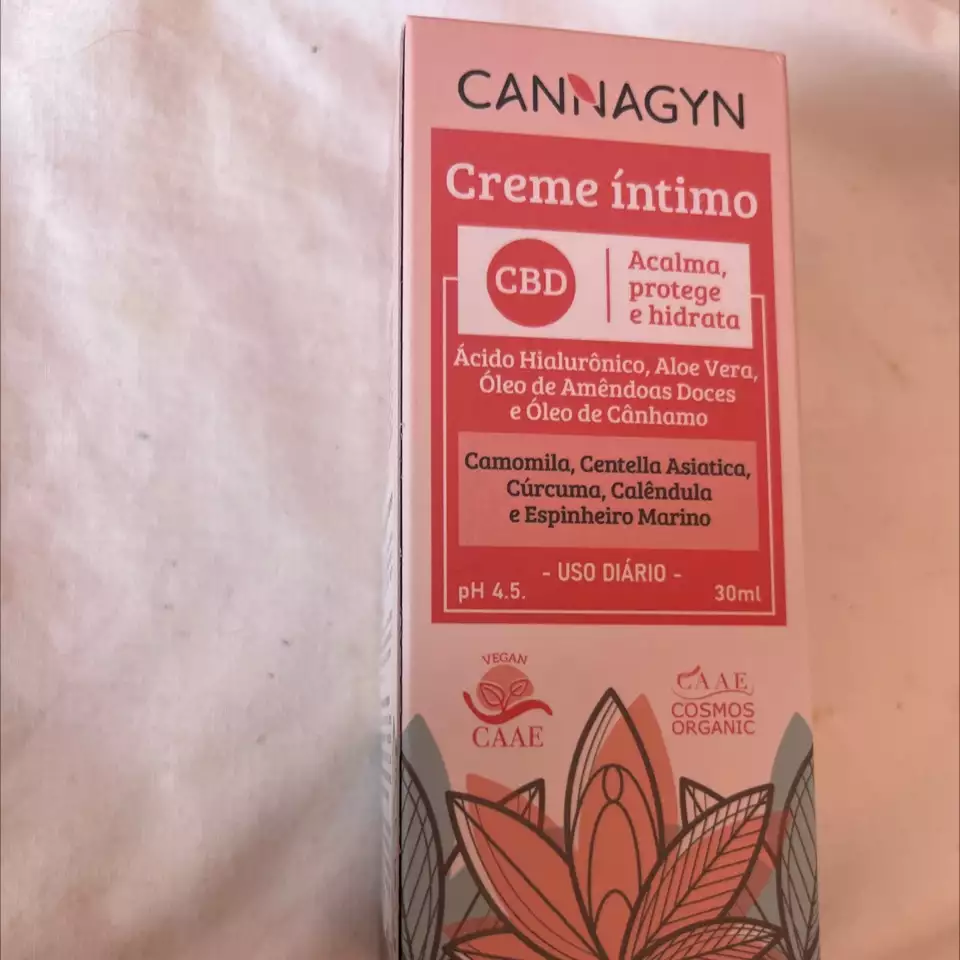 CANNAGYN
Creme íntimo
CBD
Acalma,
protege
e hidrata
Ácido Hialurônico, Aloe Vera,
Óleo de Amêndoas Doces
e Óleo de Cânhamo
Camomila, Centella Asiatica,
Cúrcuma, Calêndula
e Espinheiro Marino
- USO DIÁRIO -
pH 4.5.
30ml
VEGAN
CAAE
CAAE
COSMOS
ORGANIC